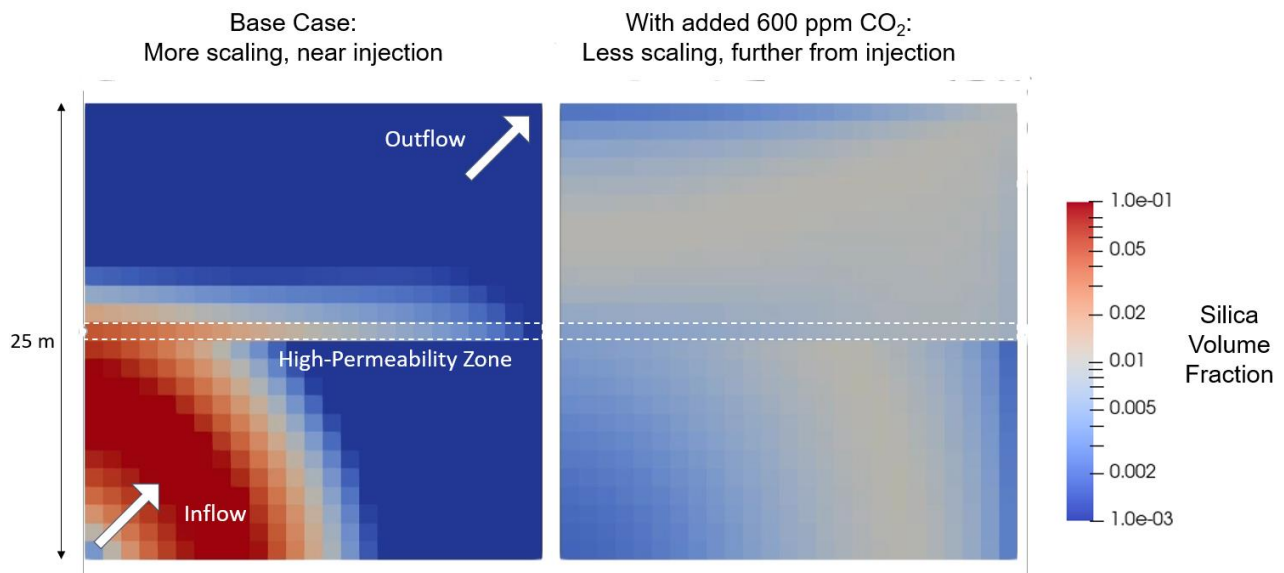 Base Case:
More scaling, near injection
With added 600 ppm CO₂:
Less scaling, further from injection
Outflow
25 m
High-Permeability Zone
Inflow
1.0e-01
0.05
0.02
0.01
0.005
0.002
1.0e-03
Silica
Volume
Fraction